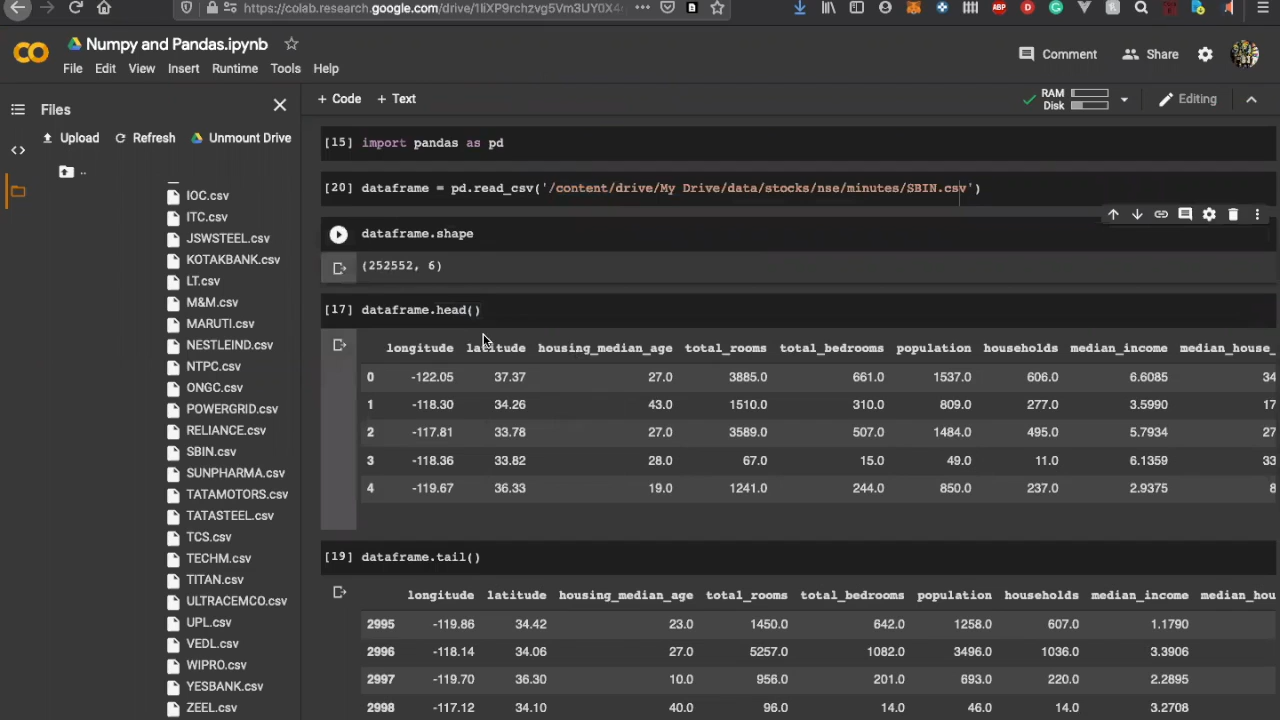 https://colab.research.google.com/drive/1liXP9rchzvg5Vm3UY0X4
Numpy and Pandas.ipynb
Comment
Share
File Edit View Insert Runtime Tools Help
Files
+ Code + Text
RAM
Disk
Editing
Upload Refresh Unmount Drive
..
IOC.csv
ITC.csv
JSWSTEEL.csv
KOTAKBANK.csv
LT.csv
M&M.csv
MARUTI.csv
NESTLEIND.csv
NTPC.csv
ONGC.csv
POWERGRID.csv
RELIANCE.csv
SBIN.csv
SUNPHARMA.csv
TATAMOTORS.csv
TATASTEEL.csv
TCS.csv
TECHM.csv
TITAN.csv
ULTRACEMCO.csv
UPL.csv
VEDL.csv
WIPRO.csv
YESBANK.csv
ZEEL.csv
[15] import pandas as pd
[20] dataframe = pd.read_csv('/content/drive/My Drive/data/stocks/nse/minutes/SBIN.csv')
dataframe.shape
(252552, 6)
[17] dataframe.head()
longitude latitude housing_median_age total_rooms total_bedrooms population households median_income median_house_
0 -122.05 37.37 27.0 3885.0 661.0 1537.0 606.0 6.6085 34
1 -118.30 34.26 43.0 1510.0 310.0 809.0 277.0 3.5990 17
2 -117.81 33.78 27.0 3589.0 507.0 1484.0 495.0 5.7934 27
3 -118.36 33.82 28.0 67.0 15.0 49.0 11.0 6.1359 33
4 -119.67 36.33 19.0 1241.0 244.0 850.0 237.0 2.9375 8
[19] dataframe.tail()
longitude latitude housing_median_age total_rooms total_bedrooms population households median_income median_hou
2995 -119.86 34.42 23.0 1450.0 642.0 1258.0 607.0 1.1790
2996 -118.14 34.06 27.0 5257.0 1082.0 3496.0 1036.0 3.3906
2997 -119.70 36.30 10.0 956.0 201.0 693.0 220.0 2.2895
2998 -117.12 34.10 40.0 96.0 14.0 46.0 14.0 3.2708